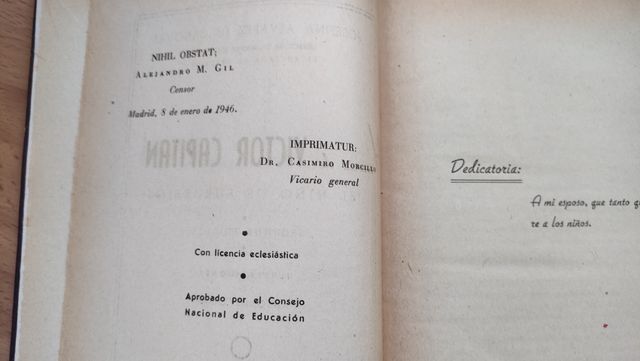 NIHIL OBSTAT;
ALEJANDRO M. GIL
Censor
Madrid, 8 de enero de 1946.
IMPRIMATUR:
DR. CASIMIRO MORCILLO
Vicario general
Con licencia eclesiástica
Aprobado por el Consejo
Nacional de Educación
Dedicatoria:
A mi esposo, que tanto
re a los niños.